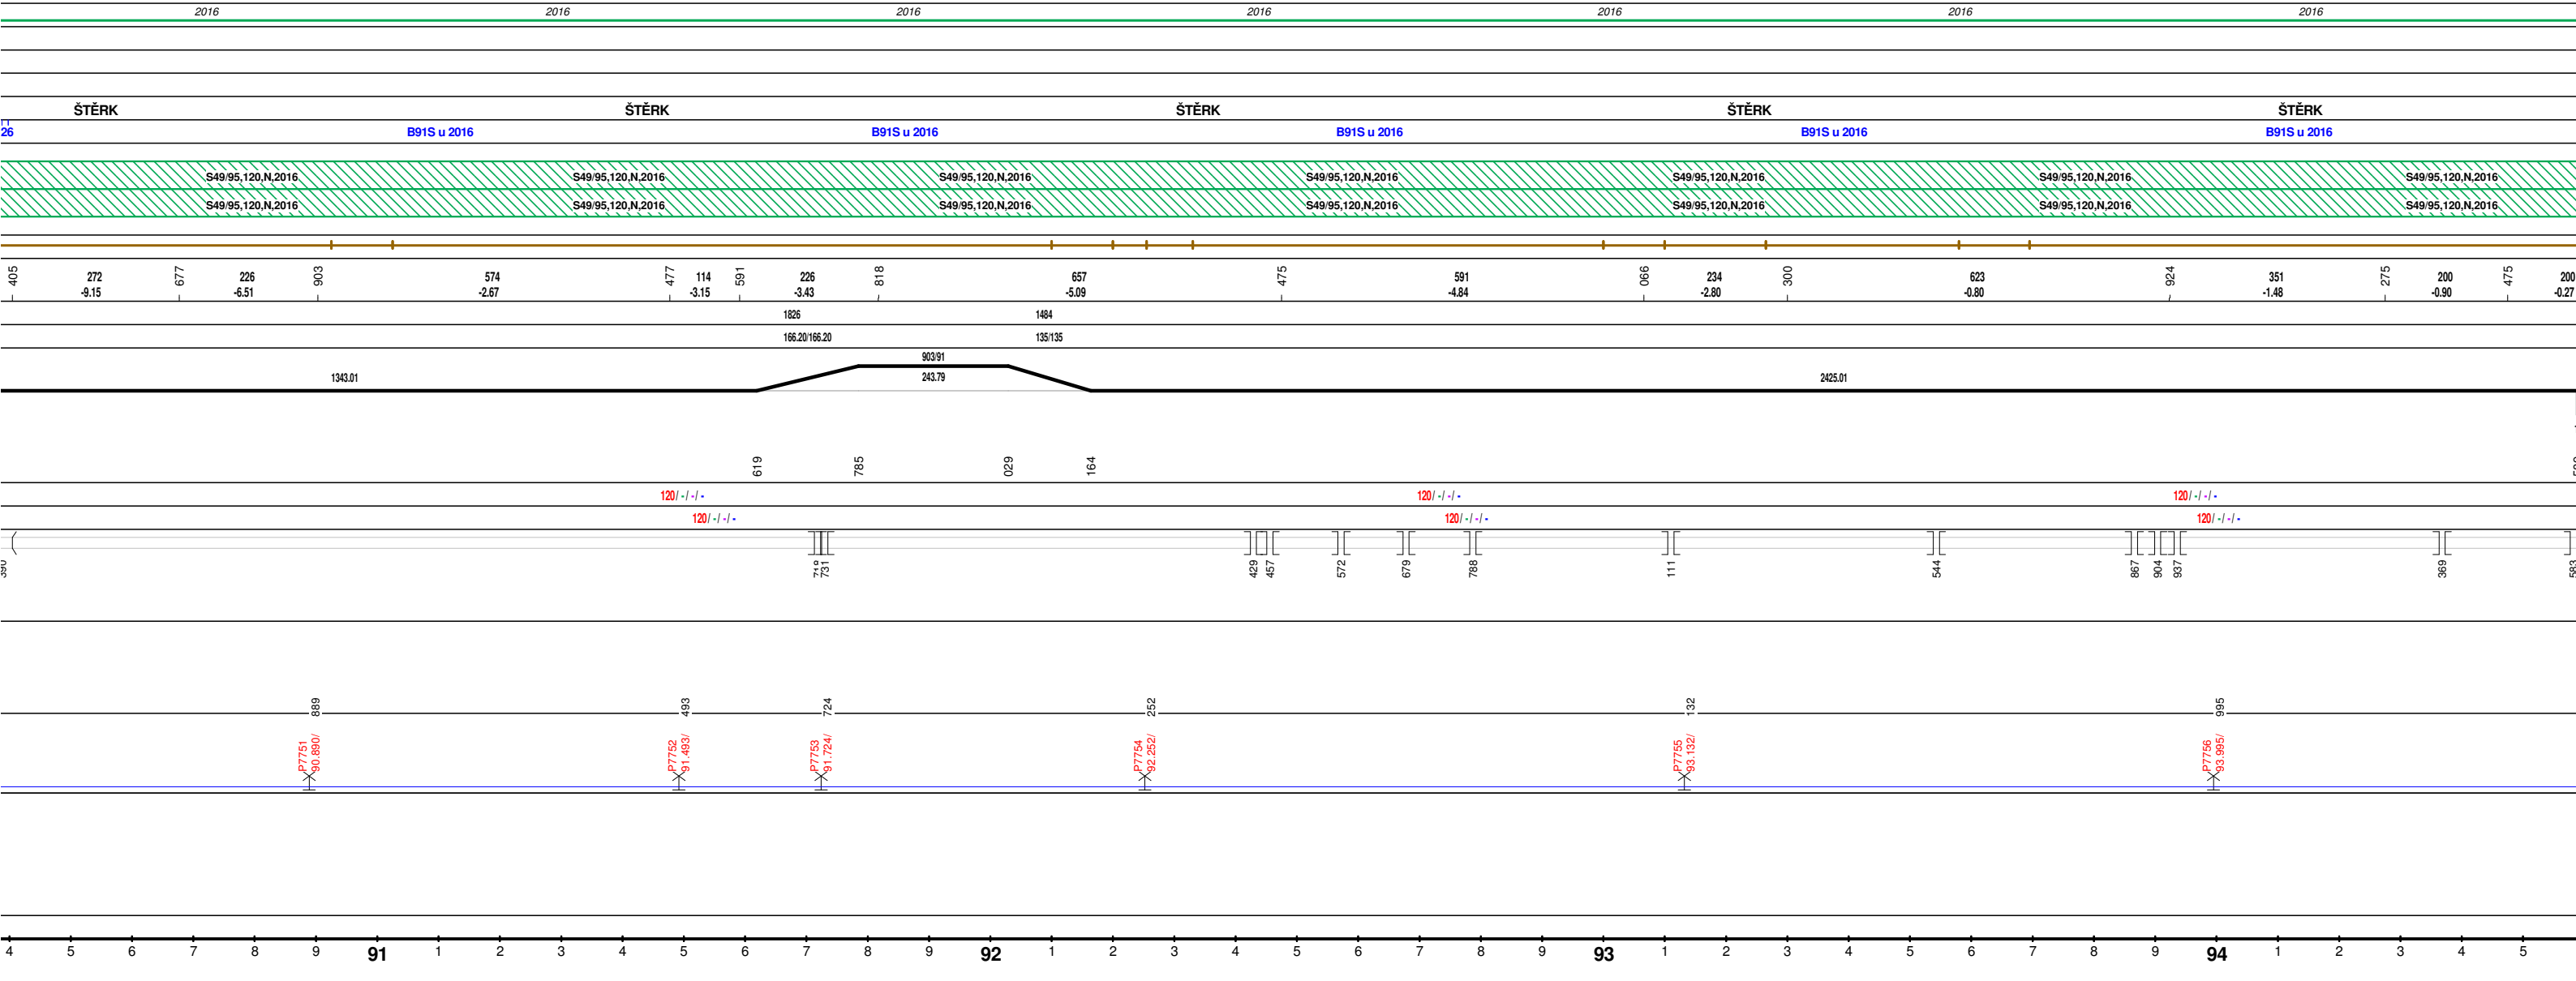 2016 2016 2016 2016 2016 2016 2016
ŠTĚRK ŠTĚRK ŠTĚRK ŠTĚRK ŠTĚRK
26 B91S u 2016 B91S u 2016 B91S u 2016 B91S u 2016 B91S u 2016
S49/95,120,N,2016 S49/95,120,N,2016 S49/95,120,N,2016 S49/95,120,N,2016 S49/95,120,N,2016 S49/95,120,N,2016 S49/95,120,N,2016
S49/95,120,N,2016 S49/95,120,N,2016 S49/95,120,N,2016 S49/95,120,N,2016 S49/95,120,N,2016 S49/95,120,N,2016 S49/95,120,N,2016
405 272 677 226 903 574 477 114 591 226 818 657 475 591 066 234 300 623 924 351 275 200 475 200
-9.15 -6.51 -2.67 -3.15 -3.43 -5.09 -4.84 -2.80 -0.80 -1.48 -0.90 -0.27
1826 1484
166.20/166.20 135/135
903/91
1343.01 243.79 2425.01
619 785 029 164
120/ -/ -/ - 120/ -/ -/ - 120/ -/ -/ -
120/ -/ -/ - 120/ -/ -/ - 120/ -/ -/ -
390 718 731 429 457 572 679 788 111 544 867 904 937 369 583
889 493 724 252 132 995
P7751 P7752 P7753 P7754 P7755 P7756
90.890/ 91.493/ 91.724/ 92.252/ 93.132/ 93.995/
4 5 6 7 8 9 91 1 2 3 4 5 6 7 8 9 92 1 2 3 4 5 6 7 8 9 93 1 2 3 4 5 6 7 8 9 94 1 2 3 4 5